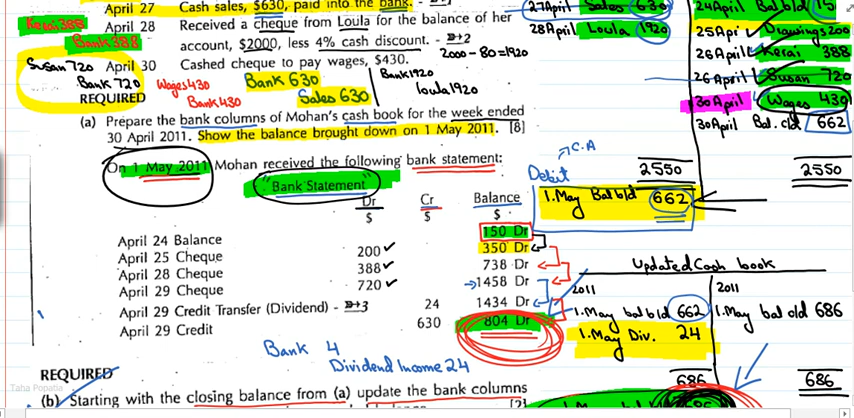 April 27 Cash sales, $630, paid into the bank.
Kerai 388 April 28 Received a cheque from Loula for the balance of her
Bank 388 account, $2000, less 4% cash discount. - D+2
2000 - 80 = 1920
Susan 720 April 30 Cashed cheque to pay wages, $430.
Bank 720 Wages 430 Bank 630 Bank 1920
REQUIRED Bank 430 Sales 630 Loula 1920
(a) Prepare the bank columns of Mohan's cash book for the week ended
30 April 2011. Show the balance brought down on 1 May 2011. [8]
On 1 May 2011 Mohan received the following bank statement:
"Bank Statement"
Dr Cr Balance
$ $ $
April 24 Balance 150 Dr
April 25 Cheque 200 350 Dr
April 28 Cheque 388 738 Dr
April 29 Cheque 720 1458 Dr
April 29 Credit Transfer (Dividend) - D+3 24 1434 Dr
April 29 Credit 630 804 Dr
Bank 4
Dividend Income 24
REQUIRED
Taha Popatia
(b) Starting with the closing balance from (a) update the bank columns
27 April Sales 630 24 April Bal b/d 15
28 April Loula 1920 25 Apr Drawings 200
26 April Kerai 388
26 April Susan 720
30 April Wages 430
30 April Bal. c/d 662
2550 2550
Debit C.A
1. May Bal b/d 662
Updated Cash book
2011 2011
1. May bal b/d 662 1. May bal c/d 686
1. May Div. 24
686 686